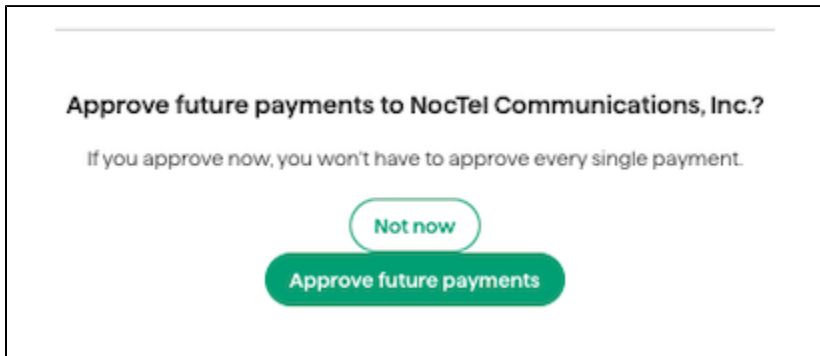 Approve future payments to NocTel Communications, Inc.?
If you approve now, you won't have to approve every single payment.
Not now
Approve future payments